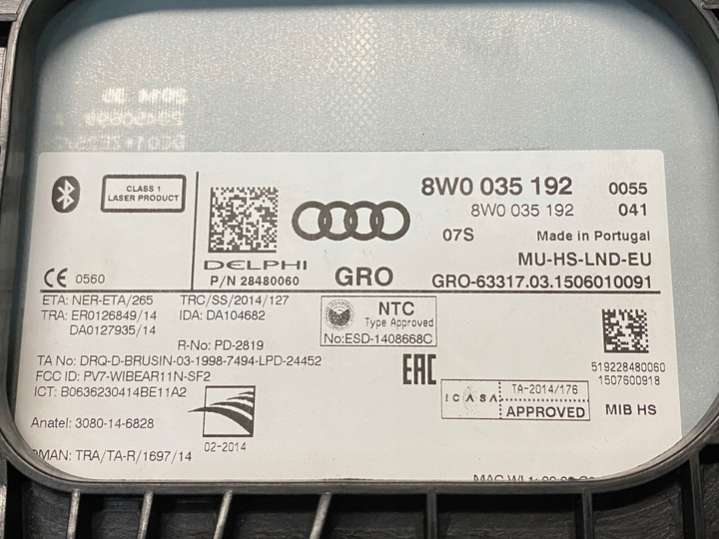 CLASS 1
LASER PRODUCT
8W0 035 192 0055
8W0 035 192 041
07S Made in Portugal
DELPHI
P/N 28480060
GRO
MU-HS-LND-EU
GRO-63317.03.1506010091
CE 0560
ETA: NER-ETA/265
TRC/SS/2014/127
TRA: ER0126849/14
IDA: DA104682
DA0127935/14
NTC
Type Approved
No:ESD-1408668C
R-No: PD-2819
TA No: DRQ-D-BRUSIN-03-1998-7494-LPD-24452
FCC ID: PV7-WIBEAR11N-SF2
ICT: B0636230414BE11A2
EAC
519228480060
1507600918
ICASA
TA-2014/176
APPROVED
MIB HS
Anatel: 3080-14-6828
02-2014
OMAN: TRA/TA-R/1697/14